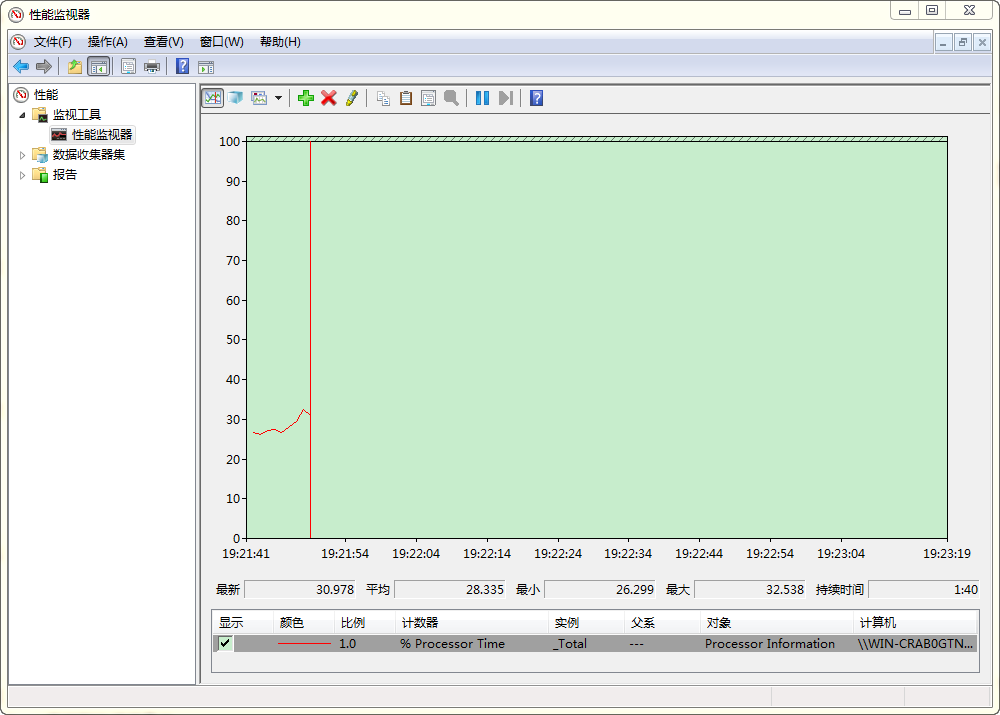 性能监视器
文件(F) 操作(A) 查看(V) 窗口(W) 帮助(H)
性能
监视工具
性能监视器
数据收集器集
报告
100
90
80
70
60
50
40
30
20
10
0
19:21:41 19:21:54 19:22:04 19:22:14 19:22:24 19:22:34 19:22:44 19:22:54 19:23:04 19:23:19
最新 30.978 平均 28.335 最小 26.299 最大 32.538 持续时间 1:40
显示 颜色 比例 计数器 实例 父系 对象 计算机
1.0 % Processor Time _Total --- Processor Information \\WIN-CRAB0GTN...